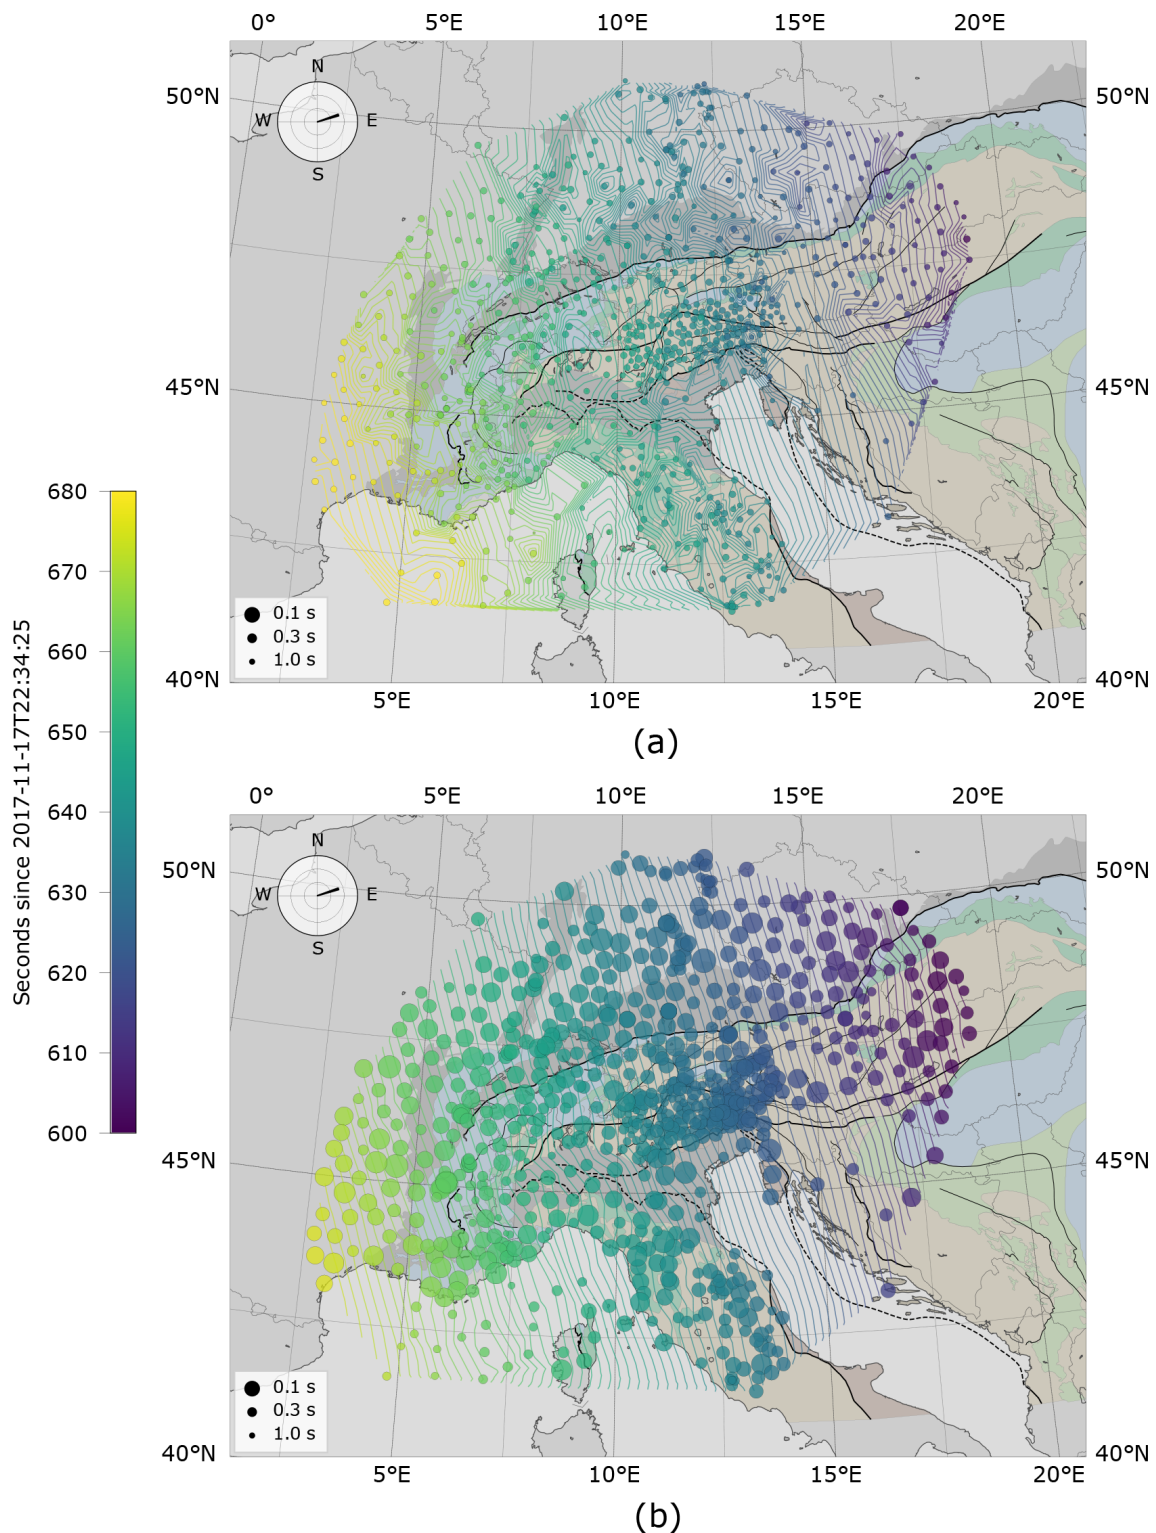 0° 5°E 10°E 15°E 20°E
N
50°N W E 50°N
S
45°N 45°N
0.1 s
0.3 s
1.0 s
40°N 40°N
5°E 10°E 15°E 20°E
(a)
Seconds since 2017-11-17T22:34:25
680
670
660
650
640
630
620
610
600
0° 5°E 10°E 15°E 20°E
N
50°N W E 50°N
S
45°N 45°N
0.1 s
0.3 s
1.0 s
40°N 40°N
5°E 10°E 15°E 20°E
(b)